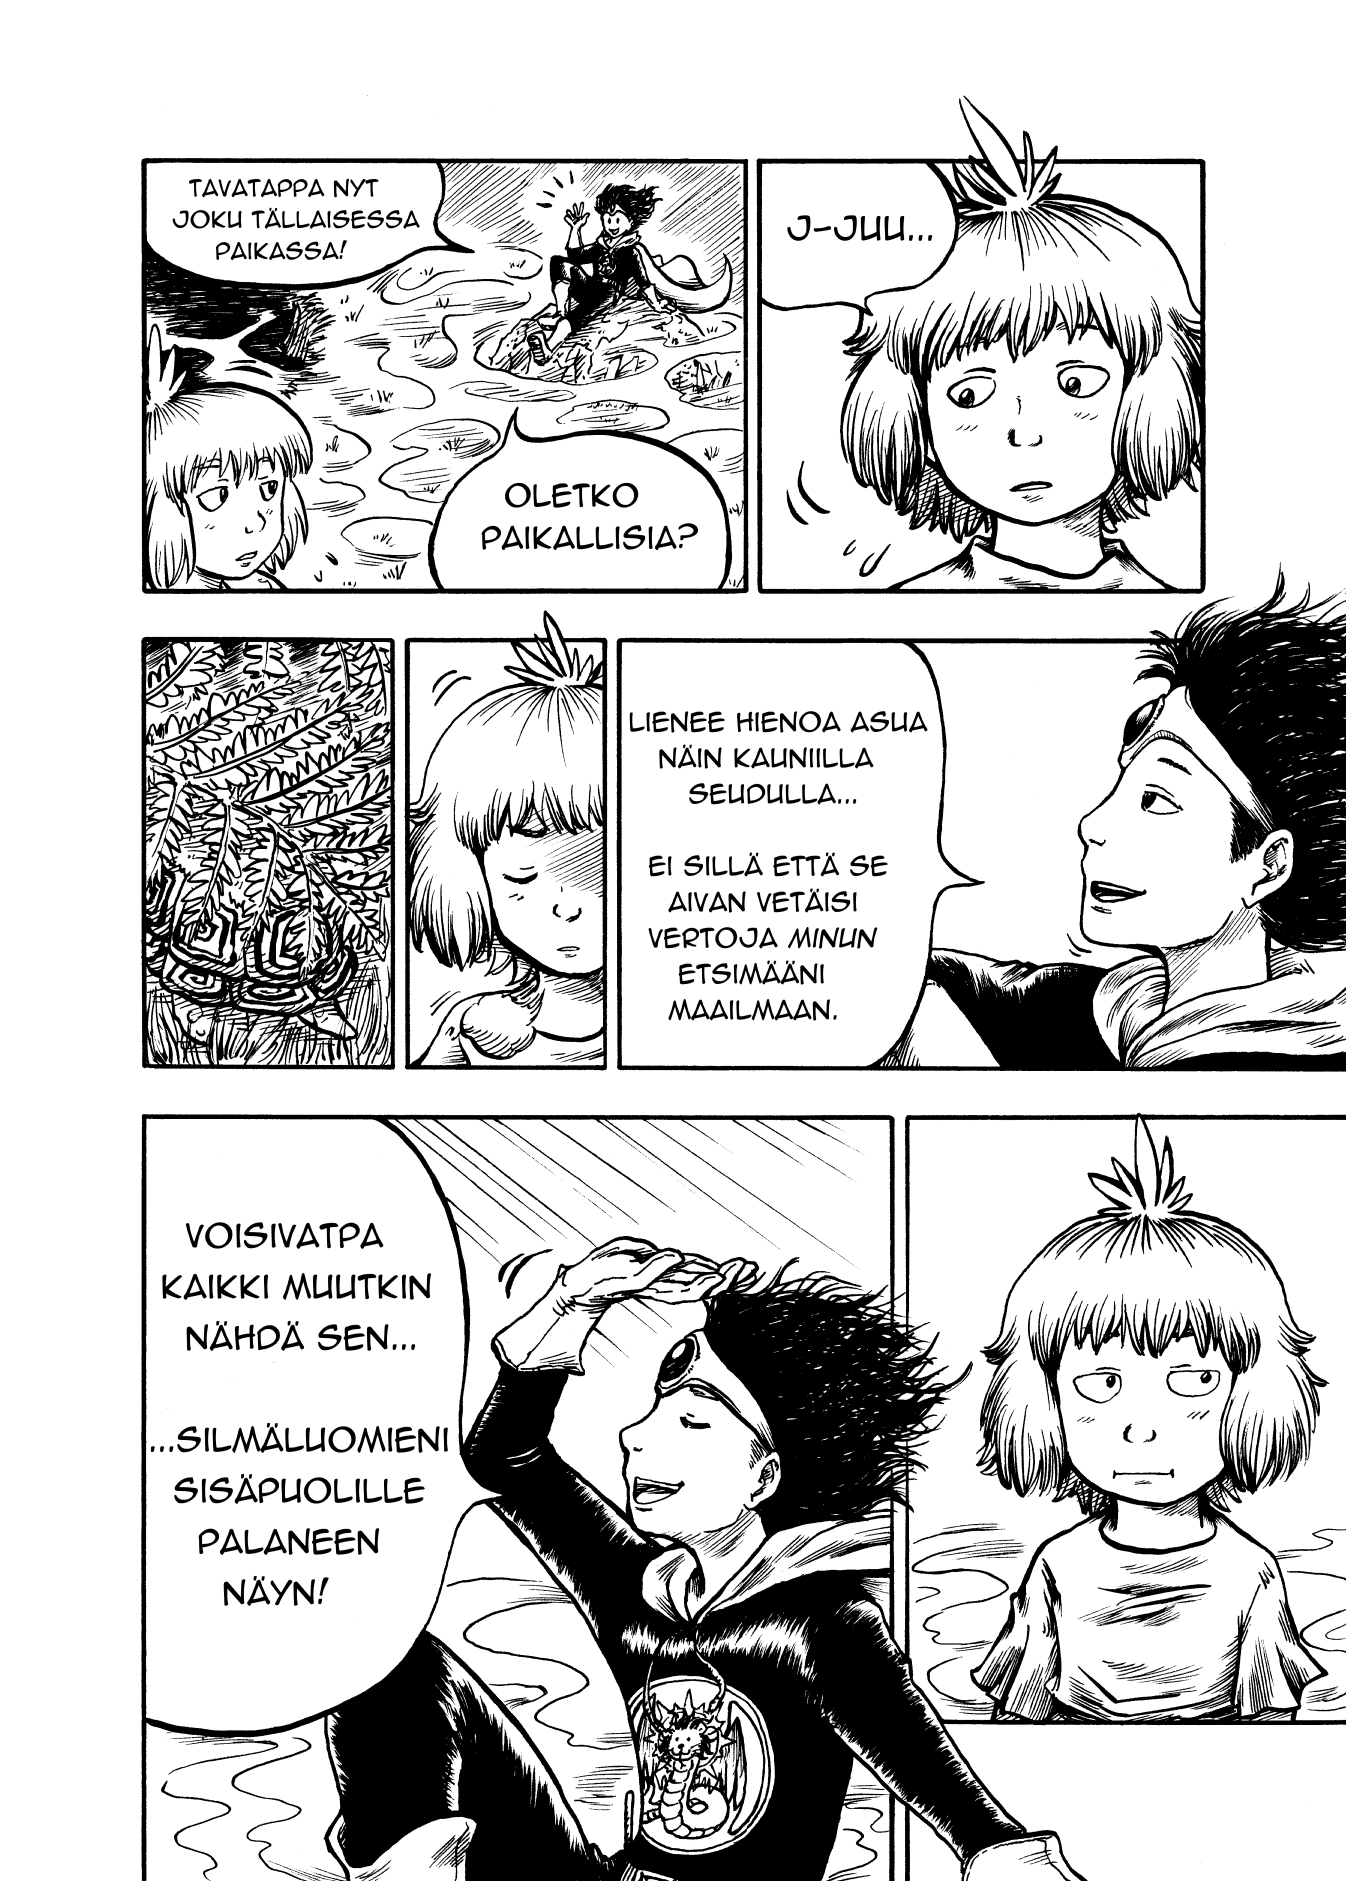 TAVATAPPA NYT
JOKU TÄLLAISESSA
PAIKASSA!
OLETKO
PAIKALLISIA?
J-JUU...
LIENEE HIENOA ASUA
NÄIN KAUNIILLA
SEUDULLA...
EI SILLÄ ETTÄ SE
AIVAN VETÄISI
VERTOJA MINUN
ETSIMÄÄNI
MAAILMAAN.
VOISIVATPA
KAIKKI MUUTKIN
NÄHDÄ SEN...
...SILMÄLUOMIENI
SISÄPUOLILLE
PALANEEN
NÄYN!